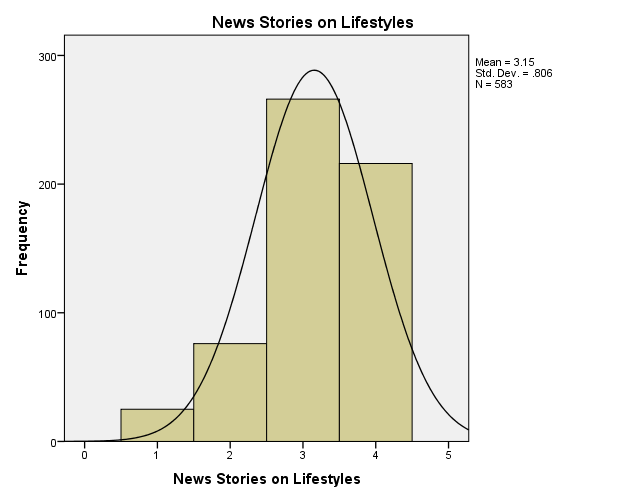 News Stories on Lifestyles
Mean = 3.15
Std. Dev. = .806
N = 583
300
200
100
0
Frequency
0 1 2 3 4 5
News Stories on Lifestyles